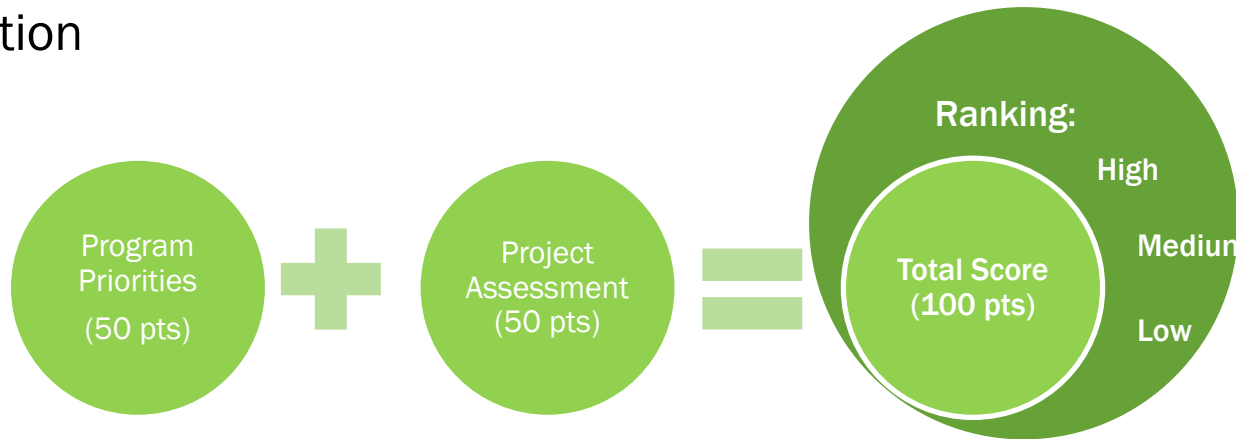 tion
Program
Priorities
(50 pts)
Project
Assessment
(50 pts)
Ranking:
High
Mediun
Low
Total Score
(100 pts)